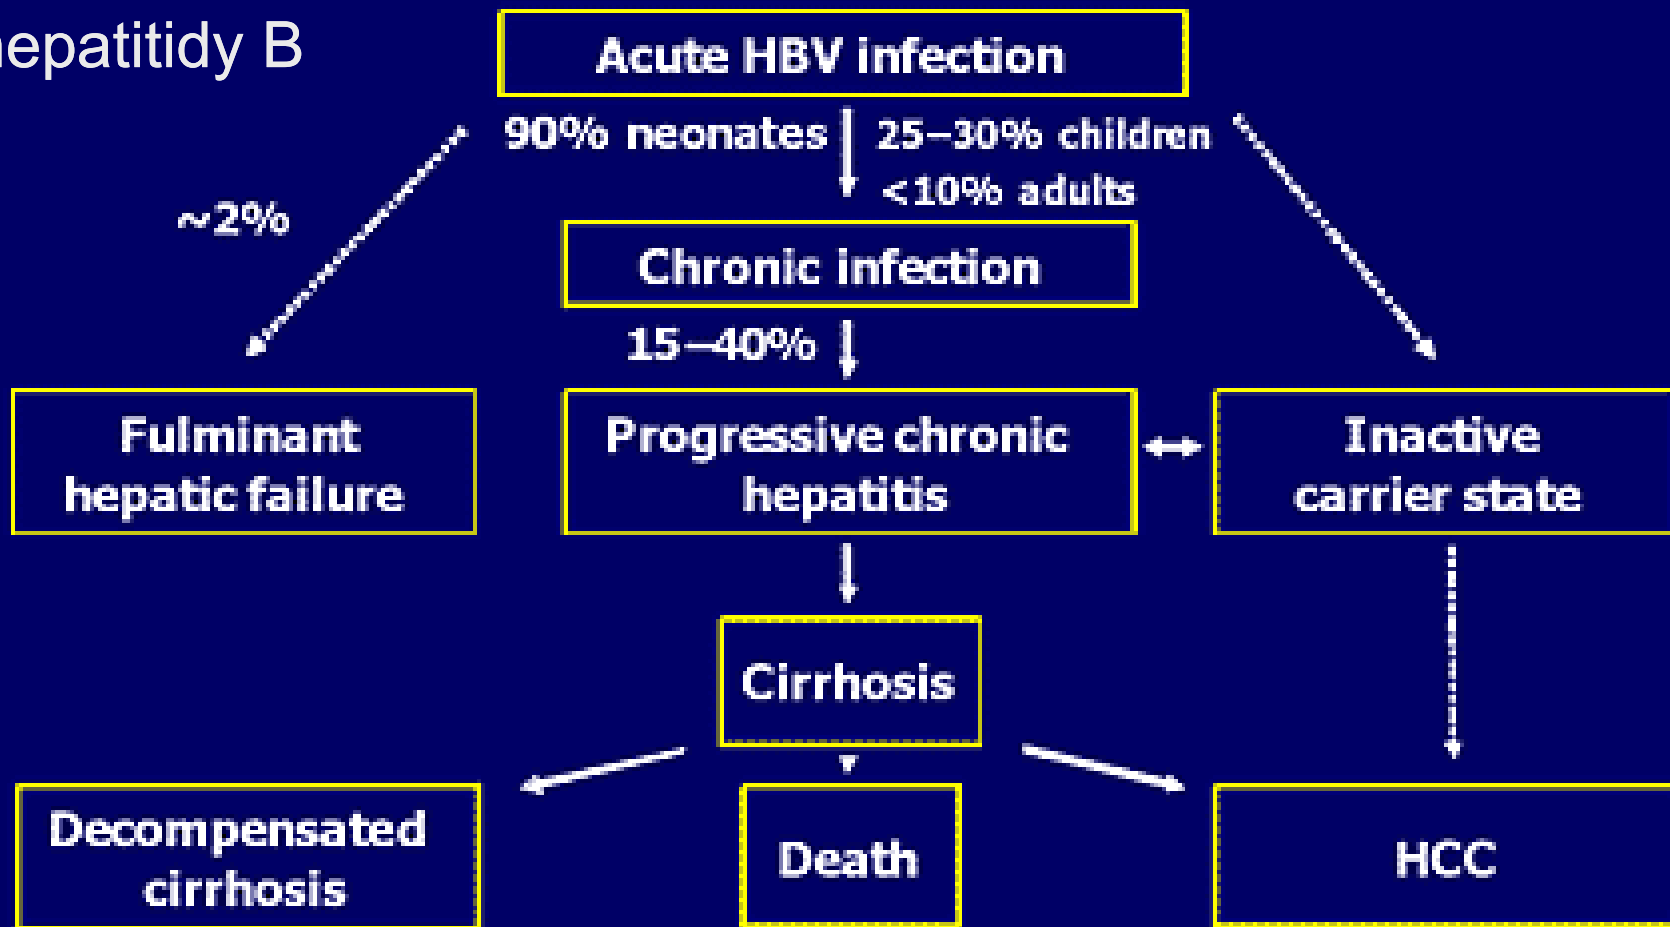 hepatitidy B
Acute HBV infection
90% neonates
25–30% children
<10% adults
~2%
Chronic infection
15–40%
Fulminant
hepatic failure
Progressive chronic
hepatitis
Inactive
carrier state
Cirrhosis
Decompensated
cirrhosis
Death
HCC